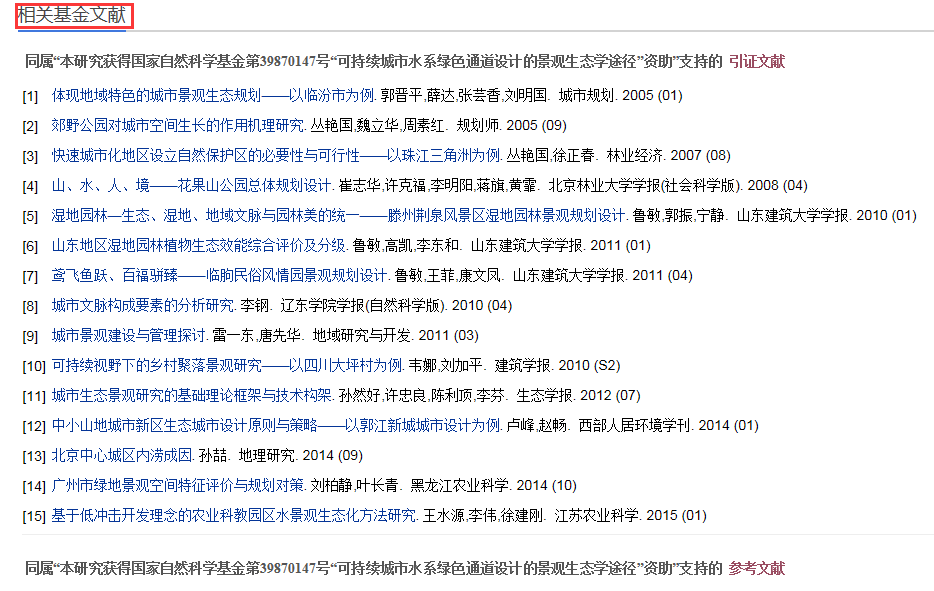 相关基金文献
同属“本研究获得国家自然科学基金第39870147号“可持续城市水系绿色通道设计的景观生态学途径”资助”支持的 引证文献
[1] 体现地域特色的城市景观生态规划——以临汾市为例. 郭晋平,薛达,张芸香,刘明国. 城市规划. 2005 (01)
[2] 郊野公园对城市空间生长的作用机理研究. 丛艳国,魏立华,周素红. 规划师. 2005 (09)
[3] 快速城市化地区设立自然保护区的必要性与可行性——以珠江三角洲为例. 丛艳国,徐正春. 林业经济. 2007 (08)
[4] 山、水、人、境——花果山公园总体规划设计. 崔志华,许克福,李明阳,蒋旗,黄霏. 北京林业大学学报(社会科学版). 2008 (04)
[5] 湿地园林—生态、湿地、地域文脉与园林美的统一——滕州荆泉风景区湿地园林景观规划设计. 鲁敏,郭振,宁静. 山东建筑大学学报. 2010 (01)
[6] 山东地区湿地园林植物生态效能综合评价及分级. 鲁敏,高凯,李东和. 山东建筑大学学报. 2011 (01)
[7] 鸢飞鱼跃、百福骈臻——临朐民俗风情园景观规划设计. 鲁敏,王菲,康文凤. 山东建筑大学学报. 2011 (04)
[8] 城市文脉构成要素的分析研究. 李钢. 辽东学院学报(自然科学版). 2010 (04)
[9] 城市景观建设与管理探讨. 雷一东,唐先华. 地域研究与开发. 2011 (03)
[10] 可持续视野下的乡村聚落景观研究——以四川大坪村为例. 韦娜,刘加平. 建筑学报. 2010 (S2)
[11] 城市生态景观研究的基础理论框架与技术构架. 孙然好,许忠良,陈利顶,李芬. 生态学报. 2012 (07)
[12] 中小山地城市新区生态城市设计原则与策略——以郭江新城城市设计为例. 卢峰,赵畅. 西部人居环境学刊. 2014 (01)
[13] 北京中心城区内涝成因. 孙喆. 地理研究. 2014 (09)
[14] 广州市绿地景观空间特征评价与规划对策. 刘柏静,叶长青. 黑龙江农业科学. 2014 (10)
[15] 基于低冲击开发理念的农业科教园区水景观生态化方法研究. 王水源,李伟,徐建刚. 江苏农业科学. 2015 (01)
同属“本研究获得国家自然科学基金第39870147号“可持续城市水系绿色通道设计的景观生态学途径”资助”支持的 参考文献